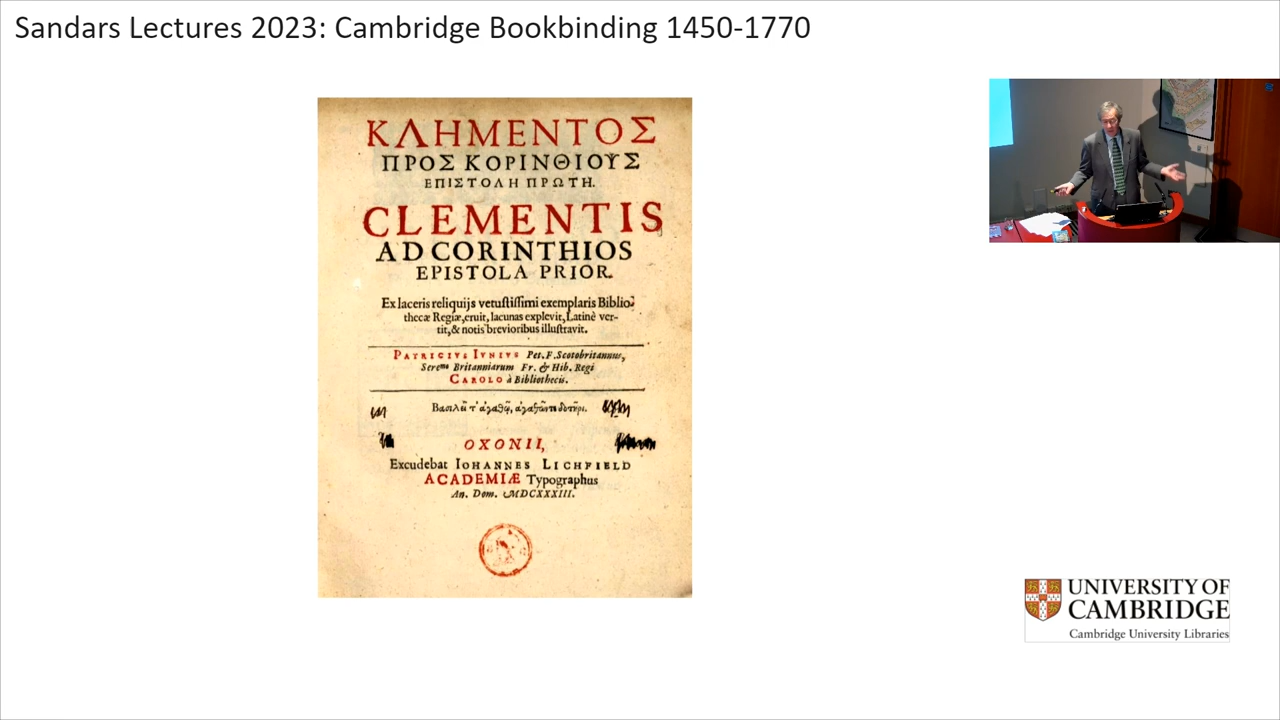 Sandars Lectures 2023: Cambridge Bookbinding 1450-1770
ΚΛΗΜΕΝΤΟΣ
ΠΡΟΣ ΚΟΡΙΝΘΙΟΥΣ
ΕΠΙΣΤΟΛΗ ΠΡΩΤΗ.
CLEMENTIS
AD CORINTHIOS
EPISTOLA PRIOR.
Ex laceris reliquijs vetuſtiſſimi exemplaris Biblio-
thecæ Regiæ, eruit, lacunas explevit, Latinè ver-
tit, & notis brevioribus illuſtravit.
PATRICIVS IVNIVS Pet. F. Scotobritannus,
Seremo Britanniarum Fr. & Hib. Regi
CAROLO à Bibliothecis.
OXONII,
Excudebat IOHANNES LICHFIELD
ACADEMIÆ Typographus
An. Dom. MDCXXXIII.
UNIVERSITY OF
CAMBRIDGE
Cambridge University Libraries